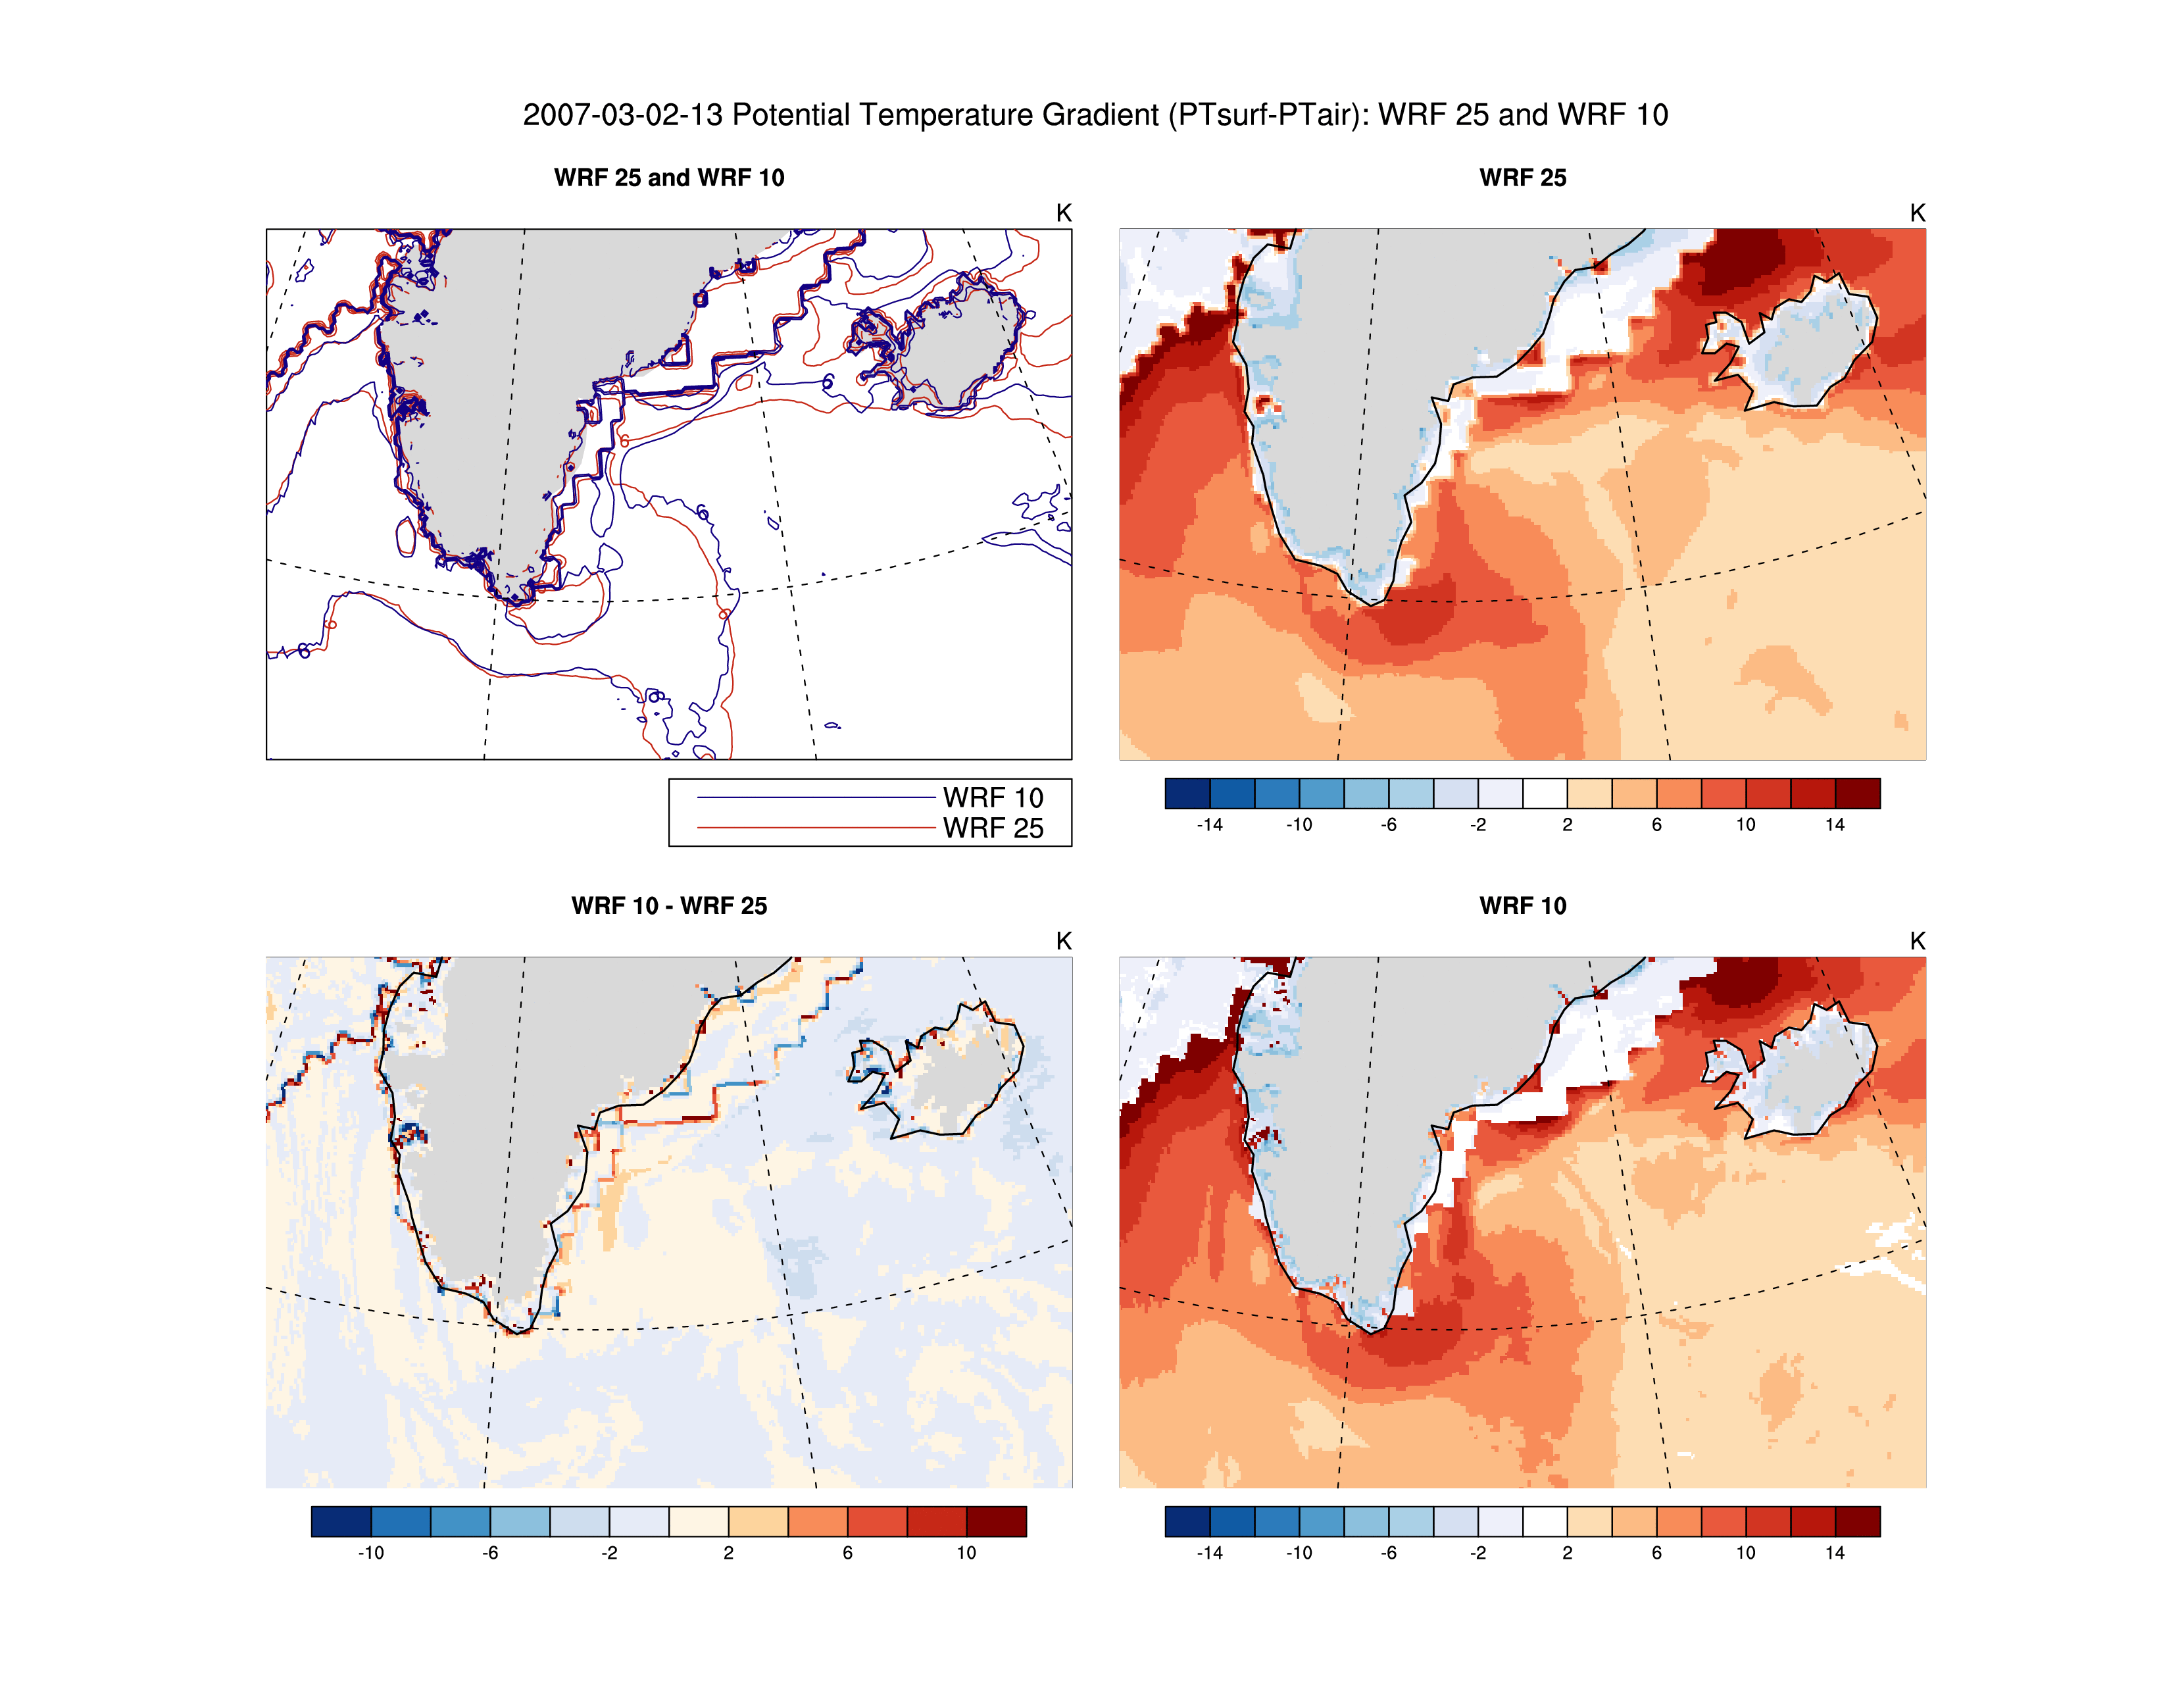 2007-03-02-13 Potential Temperature Gradient (PTsurf-PTair): WRF 25 and WRF 10
WRF 25 and WRF 10
K
6
6
6
6
6
6
6
WRF 10
WRF 25
WRF 25
K
-14 -10 -6 -2 2 6 10 14
WRF 10 - WRF 25
K
-10 -6 -2 2 6 10
WRF 10
K
-14 -10 -6 -2 2 6 10 14